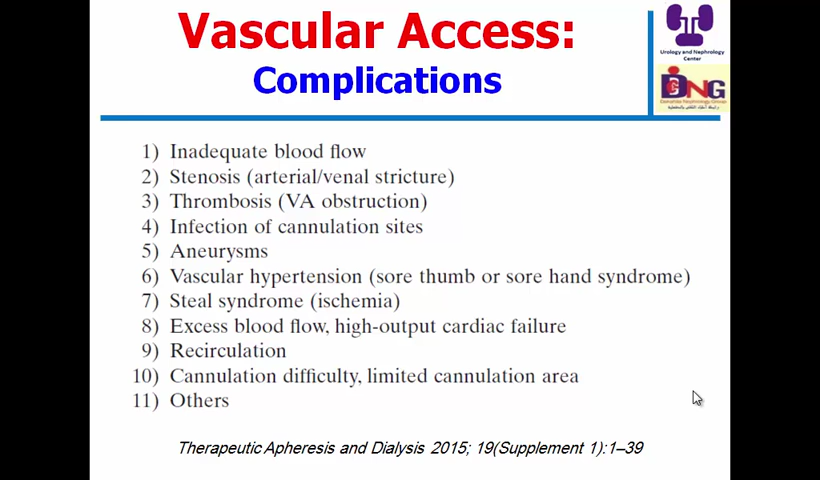 Vascular Access:
Complications
Urology and Nephrology
Center
DNG
1) Inadequate blood flow
2) Stenosis (arterial/venal stricture)
3) Thrombosis (VA obstruction)
4) Infection of cannulation sites
5) Aneurysms
6) Vascular hypertension (sore thumb or sore hand syndrome)
7) Steal syndrome (ischemia)
8) Excess blood flow, high-output cardiac failure
9) Recirculation
10) Cannulation difficulty, limited cannulation area
11) Others
Therapeutic Apheresis and Dialysis 2015; 19(Supplement 1):1–39